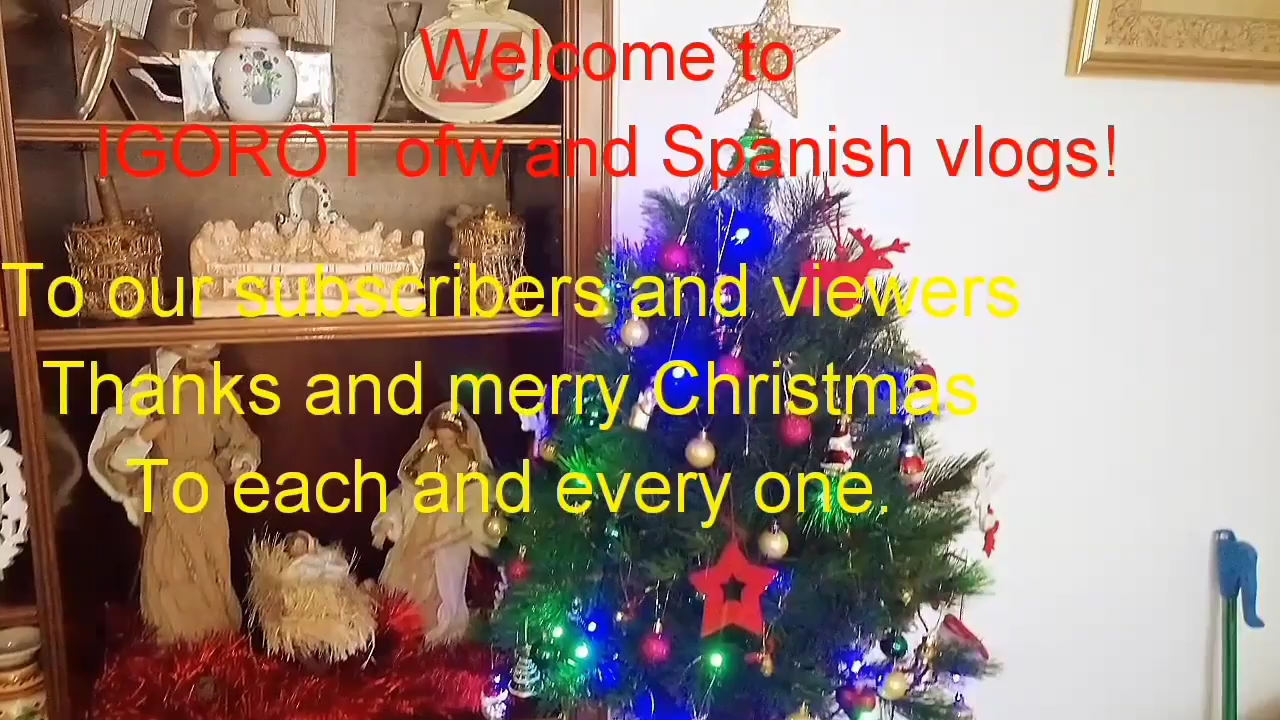 Welcome to
IGOROT ofw and Spanish vlogs!
To our subscribers and viewers
Thanks and merry Christmas
To each and every one.